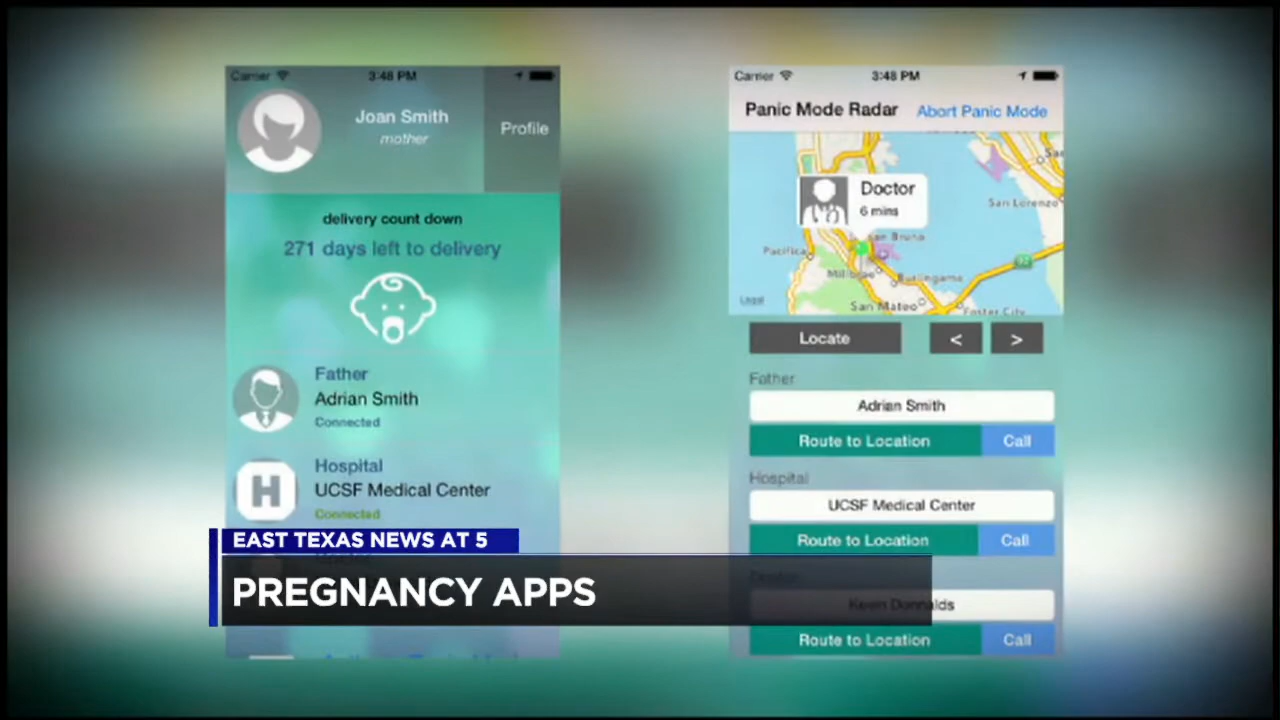 Carrier 3:48 PM
Joan Smith
mother
Profile
delivery count down
271 days left to delivery
Father
Adrian Smith
Connected
Hospital
UCSF Medical Center
Connected
Carrier 3:48 PM
Panic Mode Radar Abort Panic Mode
Doctor
6 mins
San Lorenzo
San Bruno
Pacifica
Millbrae
Burlingame
San Mateo
Foster City
Legal
Locate < >
Father
Adrian Smith
Route to Location Call
Hospital
UCSF Medical Center
Route to Location Call
Doctor
Route to Location Call
EAST TEXAS NEWS AT 5
PREGNANCY APPS